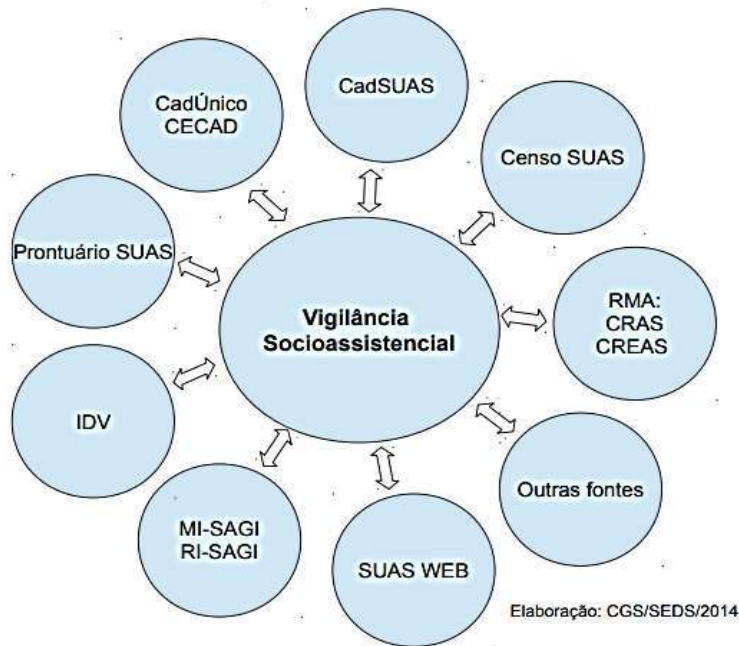 CadSUAS
CadÚnico
CECAD
Censo SUAS
Prontuário SUAS
Vigilância
Socioassistencial
RMA:
CRAS
CREAS
IDV
Outras fontes
MI-SAGI
RI-SAGI
SUAS WEB
Elaboração: CGS/SEDS/2014